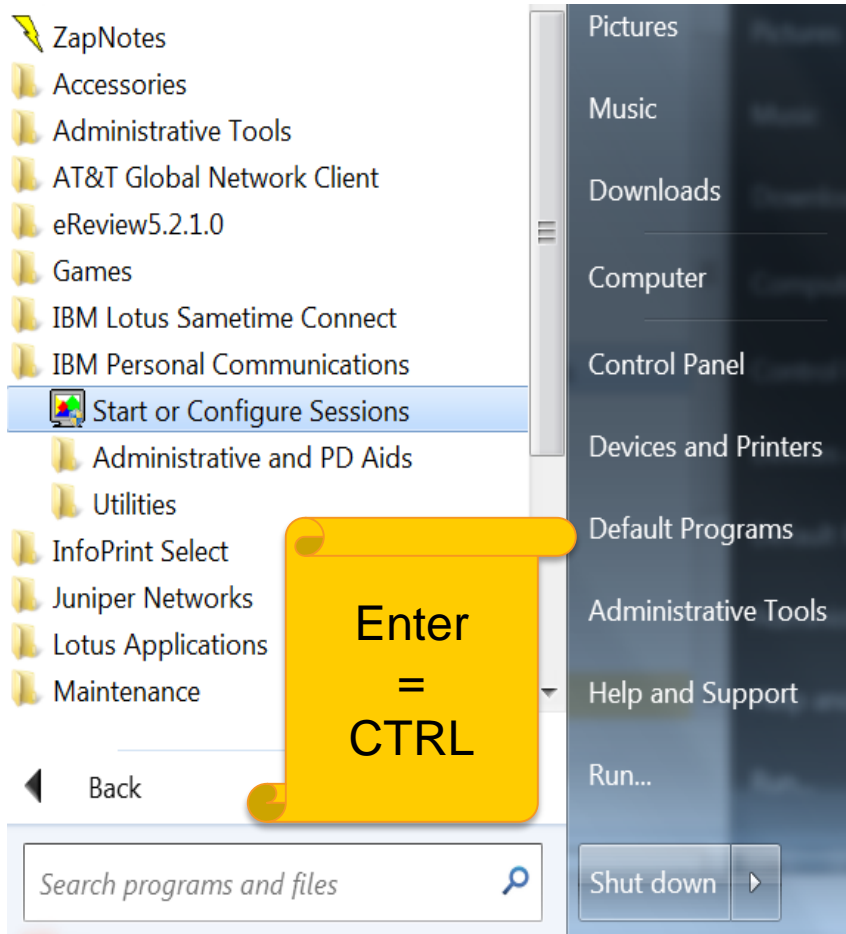 ZapNotes
Accessories
Administrative Tools
AT&T Global Network Client
eReview5.2.1.0
Games
IBM Lotus Sametime Connect
IBM Personal Communications
Start or Configure Sessions
Administrative and PD Aids
Utilities
InfoPrint Select
Juniper Networks
Lotus Applications
Maintenance
Back
Search programs and files
Enter
=
CTRL
Pictures
Music
Downloads
Computer
Control Panel
Devices and Printers
Default Programs
Administrative Tools
Help and Support
Run...
Shut down